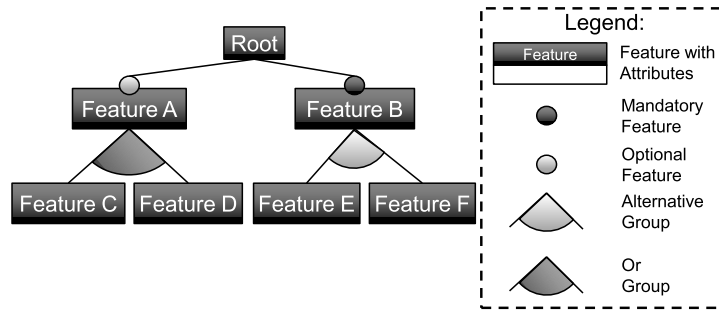 Root
Feature A
Feature B
Feature C
Feature D
Feature E
Feature F
Legend:
Feature
Feature with
Attributes
Mandatory
Feature
Optional
Feature
Alternative
Group
Or
Group